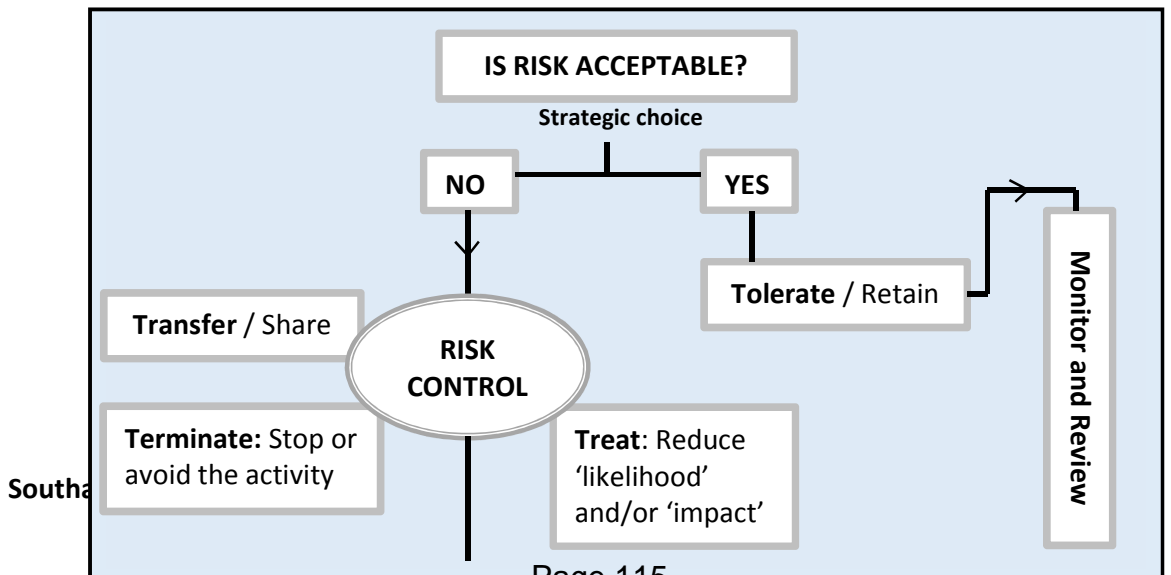 IS RISK ACCEPTABLE?
Strategic choice
NO
YES
Tolerate / Retain
Monitor and Review
Transfer / Share
RISK
CONTROL
Terminate: Stop or
avoid the activity
Treat: Reduce
‘likelihood’
and/or ‘impact’
Page 115